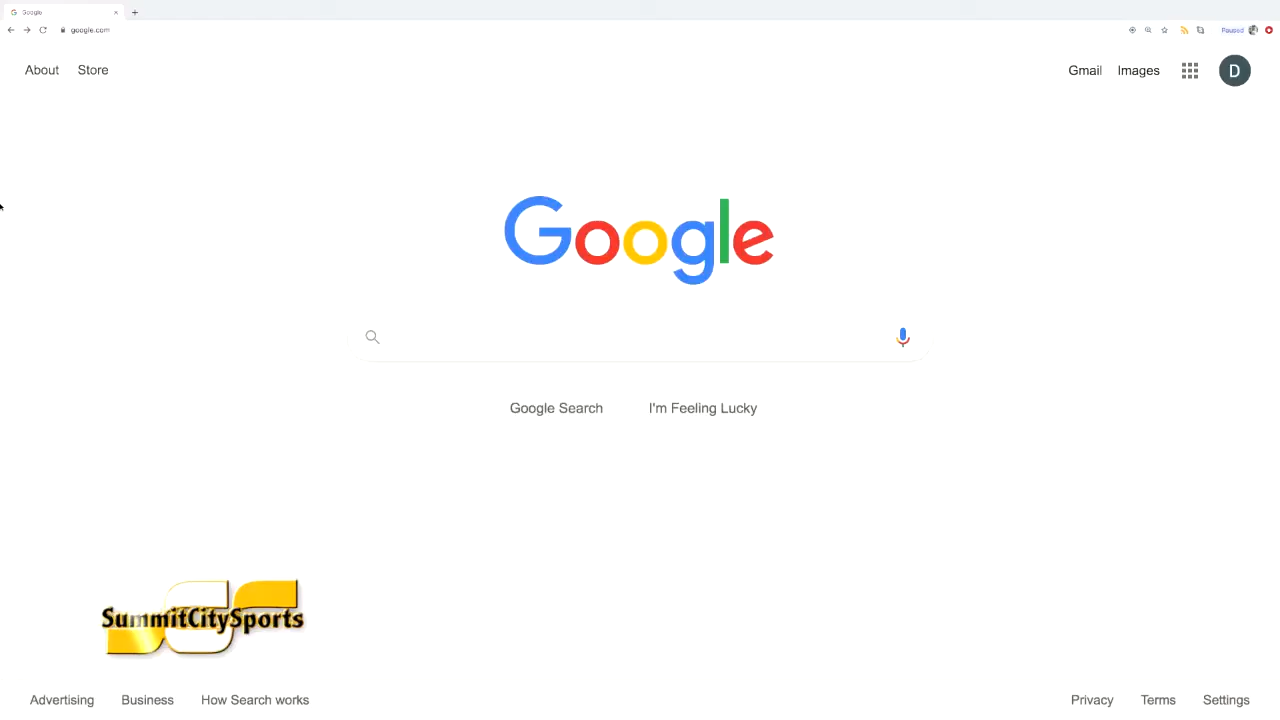 Google
google.com
Paused
About Store
Gmail Images
D
Google
Google Search I'm Feeling Lucky
SummitCitySports
Advertising Business How Search works
Privacy Terms Settings